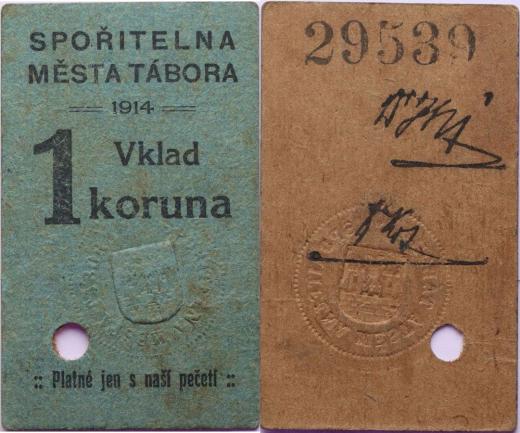 SPOŘITELNA
MĚSTA TÁBORA
1914
1 Vklad
koruna
:: Platné jen s naší pečetí ::
29539